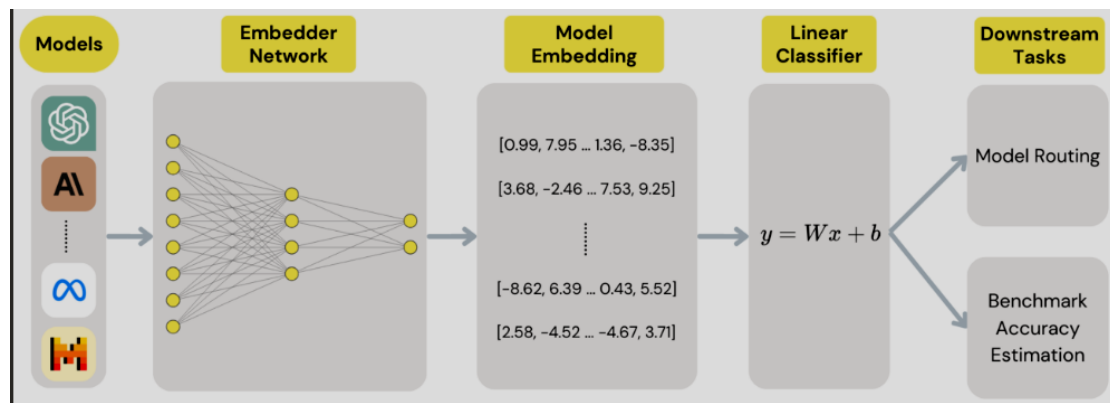 Models
Embedder
Network
Model
Embedding
Linear
Classifier
Downstream
Tasks
A\
[0.99, 7.95 ... 1.36, -8.35]
[3.68, -2.46 ... 7.53, 9.25]
[-8.62, 6.39 ... 0.43, 5.52]
[2.58, -4.52 ... -4.67, 3.71]
y = Wx + b
Model Routing
Benchmark
Accuracy
Estimation